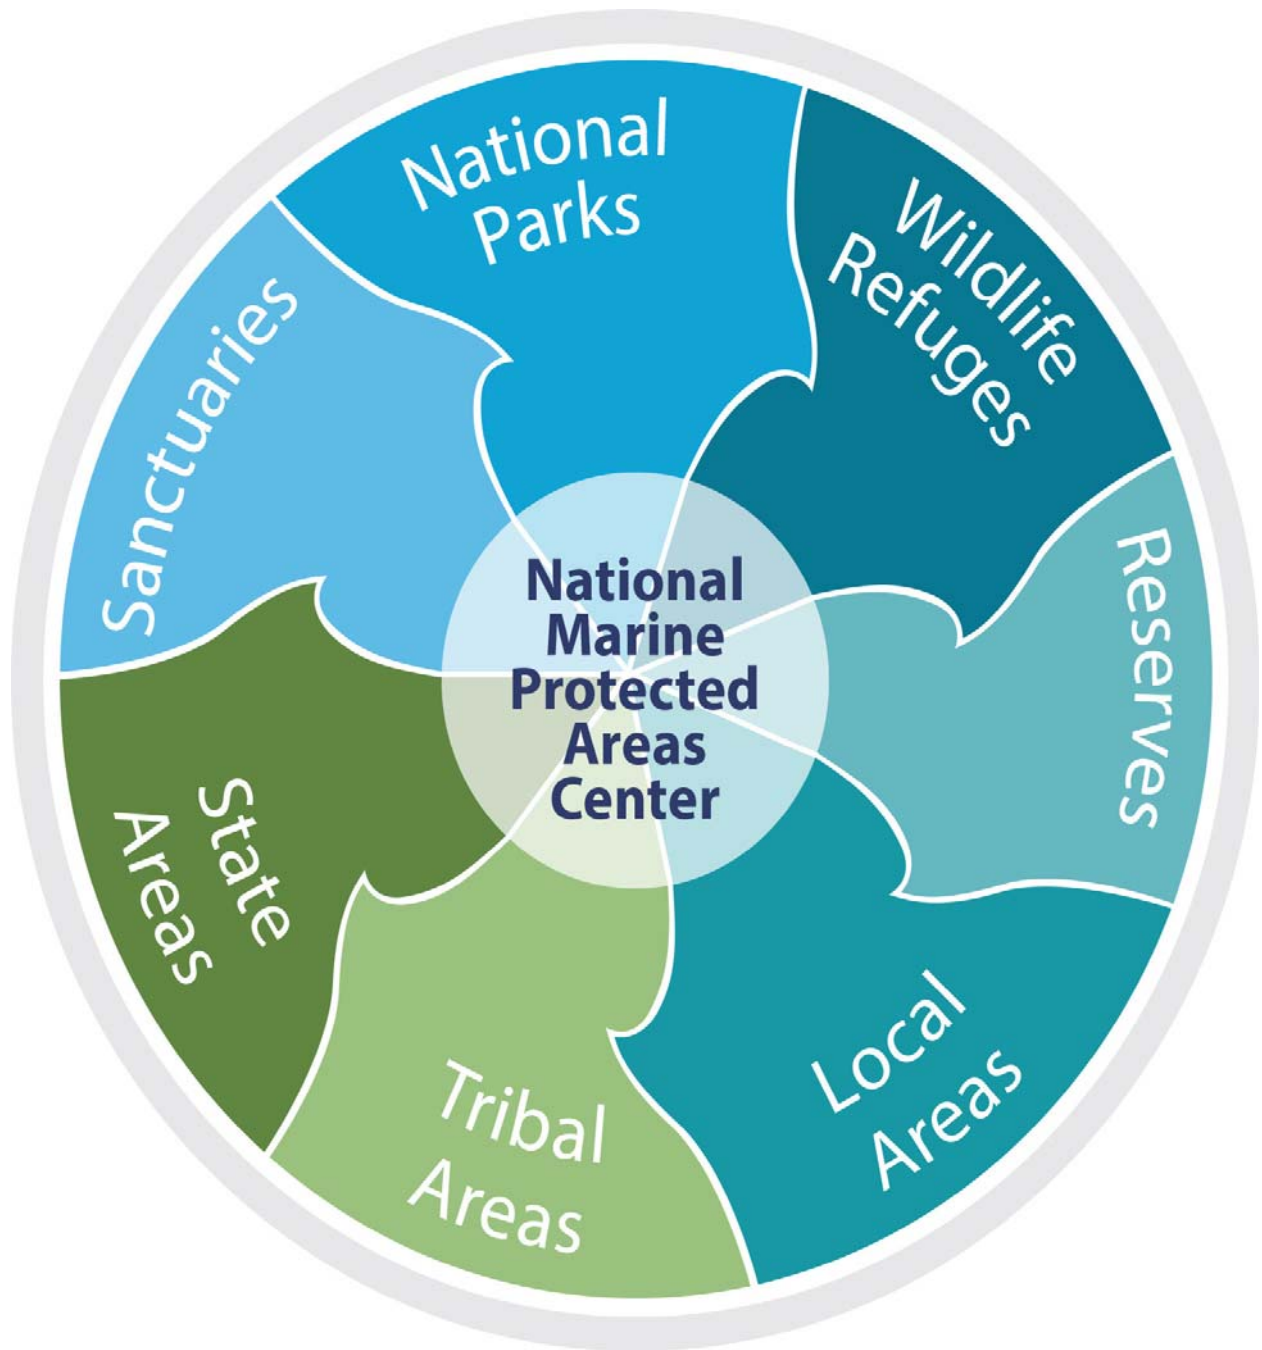 National
Parks
Wildlife
Refuges
Reserves
Local
Areas
Tribal
Areas
State
Areas
Sanctuaries
National
Marine
Protected
Areas
Center